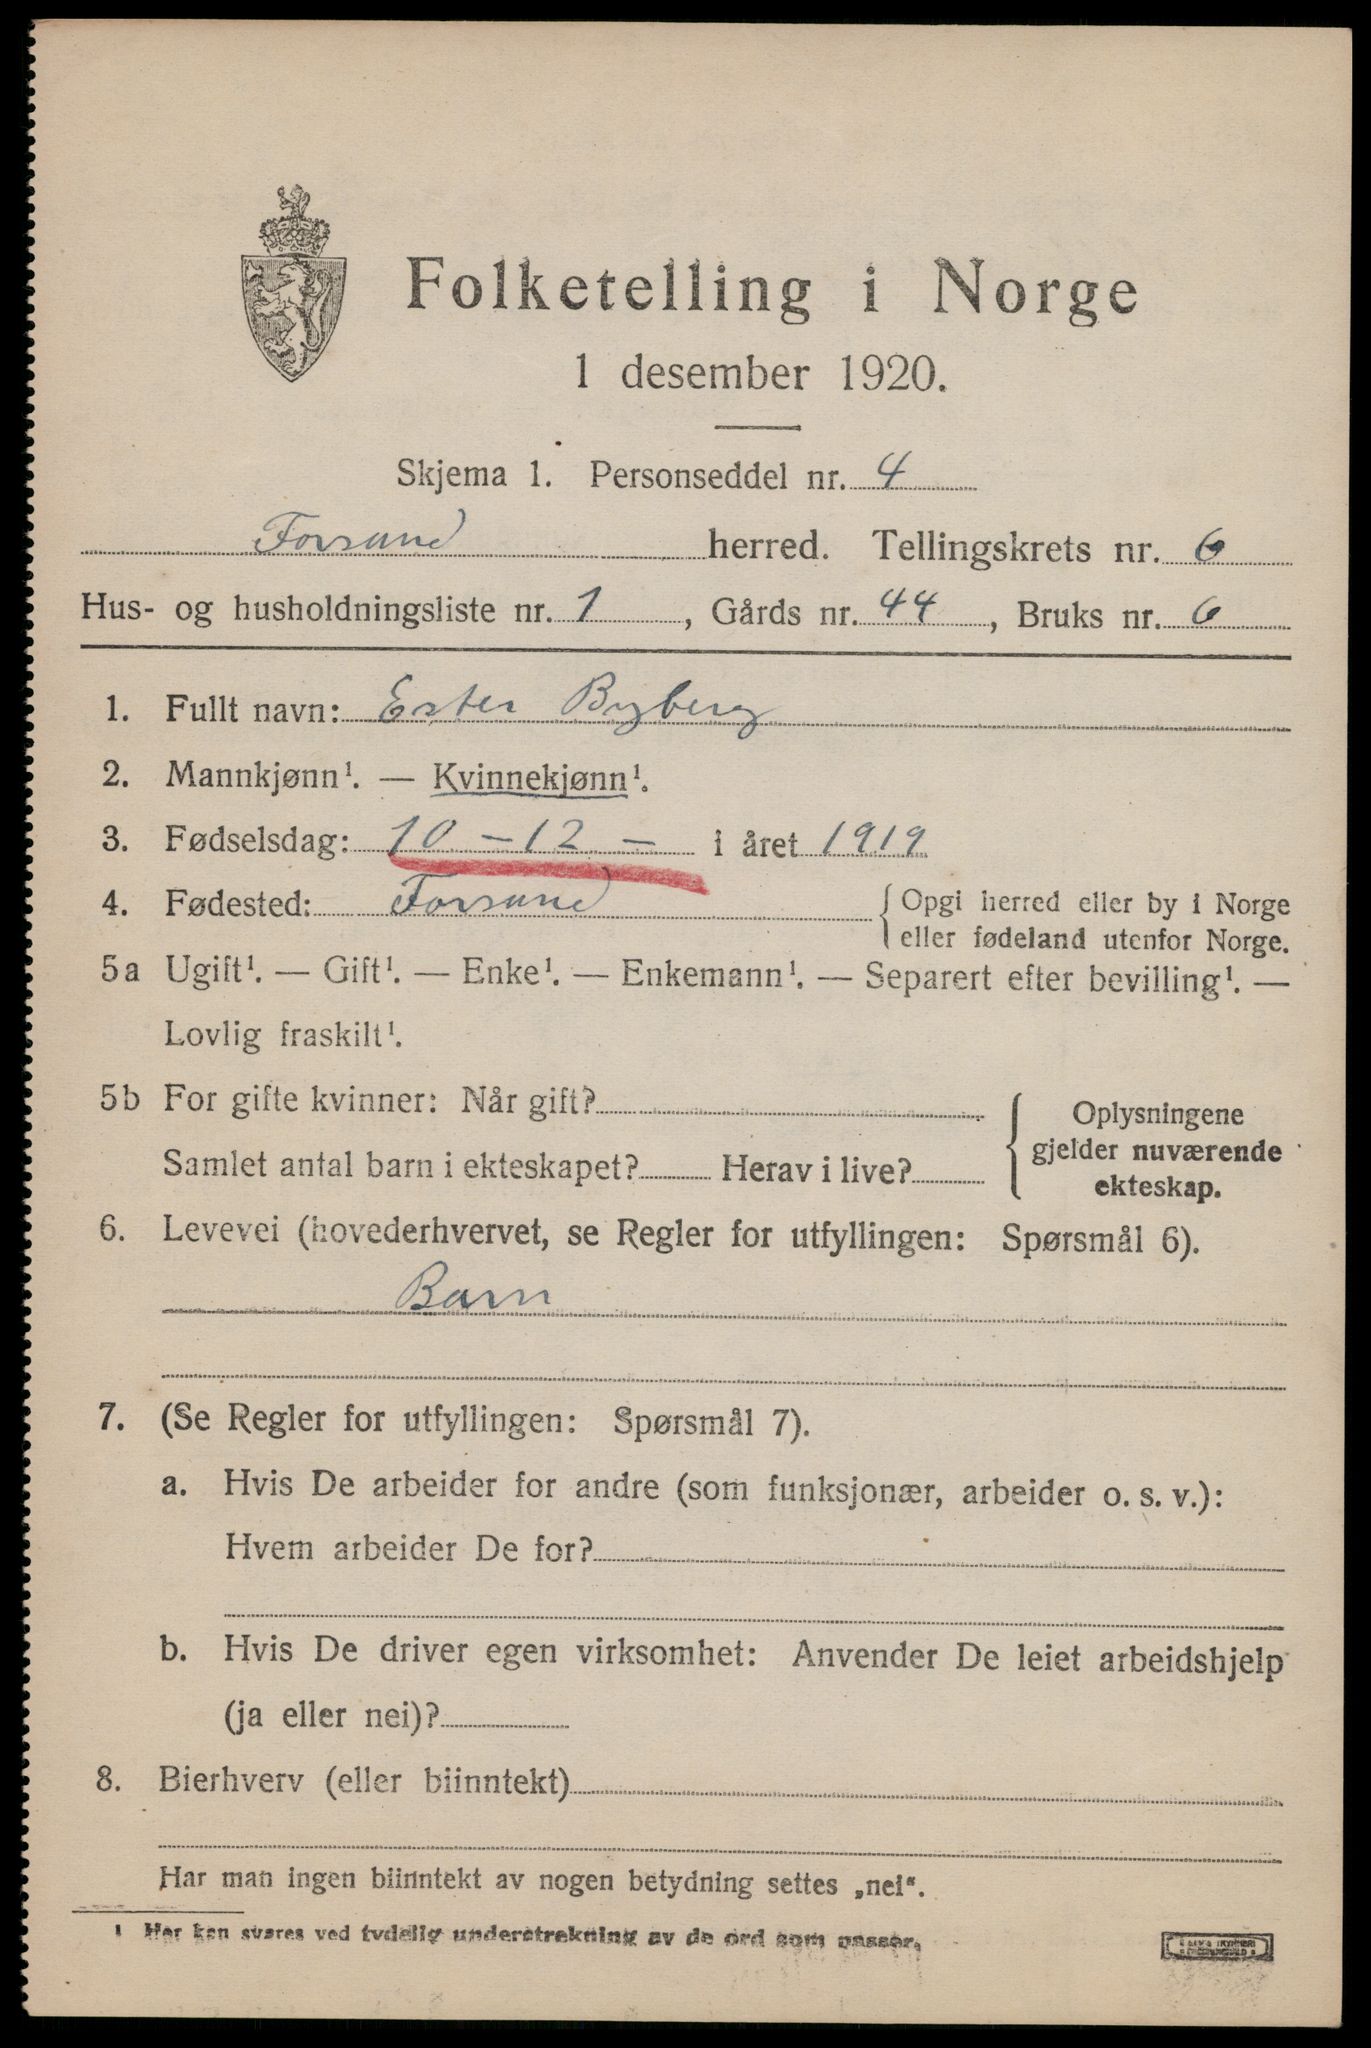 Folketelling i Norge
1 desember 1920.
Skjema 1. Personseddel nr. 4
Forsand herred. Tellingskrets nr. 6
Hus- og husholdningsliste nr. 1, Gårds nr. 44, Bruks nr. 6
1. Fullt navn: Ester Byberg
2. Mannkjønn¹. — Kvinnekjønn¹.
3. Fødselsdag: 10 - 12 - i året 1919
4. Fødested: Forsand { Opgi herred eller by i Norge
eller fødeland utenfor Norge.
5a Ugift¹. — Gift¹. — Enke¹. — Enkemann¹. — Separert efter bevilling¹. —
Lovlig fraskilt¹.
5b For gifte kvinner: Når gift?
Samlet antal barn i ekteskapet? Herav i live?
{ Oplysningene
gjelder nuværende
ekteskap.
6. Levevei (hovederhvervet, se Regler for utfyllingen: Spørsmål 6).
Barn
7. (Se Regler for utfyllingen: Spørsmål 7).
a. Hvis De arbeider for andre (som funksjonær, arbeider o. s. v.):
Hvem arbeider De for?
b. Hvis De driver egen virksomhet: Anvender De leiet arbeidshjelp
(ja eller nei)?
8. Bierhverv (eller biinntekt)
Har man ingen biinntekt av nogen betydning settes „nei“.
1 Her kan svares ved tydelig understrekning av de ord som passer.